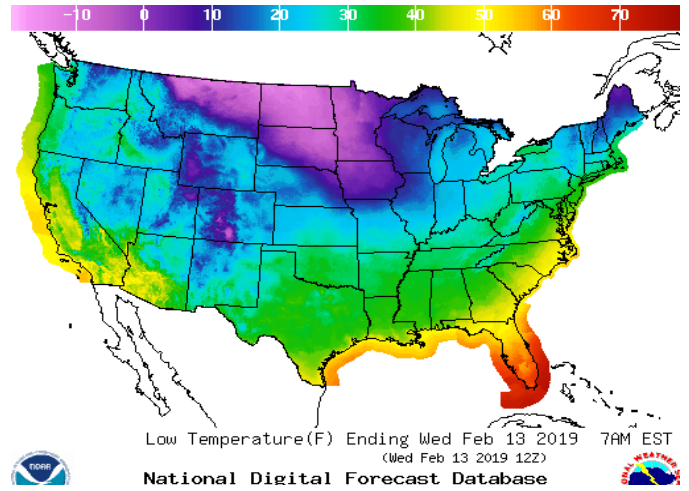 -10 0 10 20 30 40 50 60 70
Low Temperature(F) Ending Wed Feb 13 2019 7AM EST
(Wed Feb 13 2019 12Z)
National Digital Forecast Database
noaa